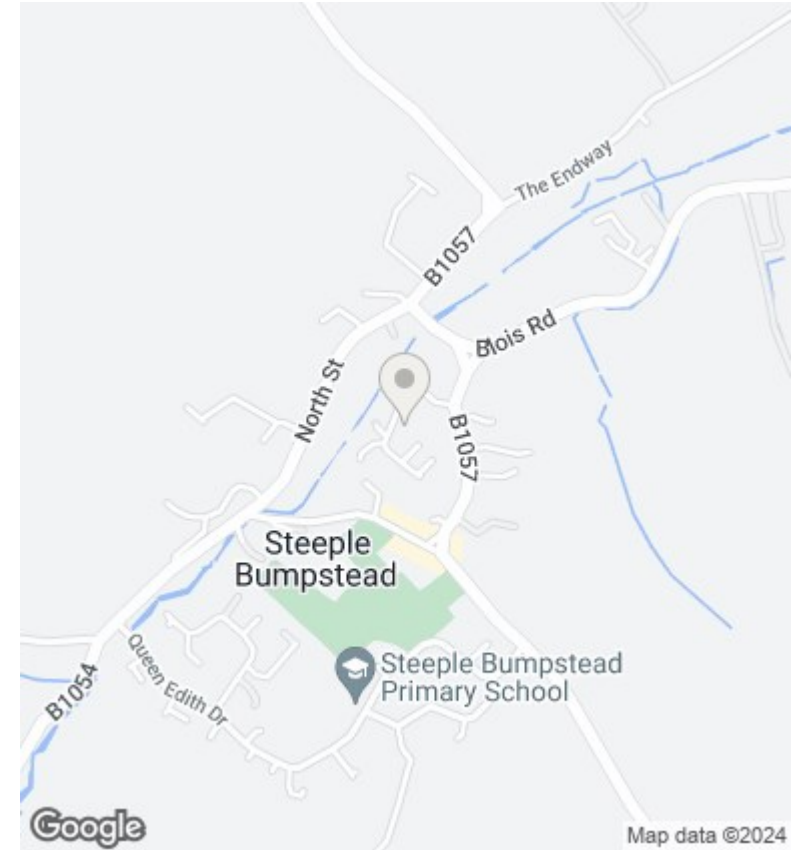 The Endway
B1057
Blois Rd
North St
B1057
Steeple
Bumpstead
Steeple Bumpstead
Primary School
Queen Edith Dr
B1054
Google
Map data ©2024